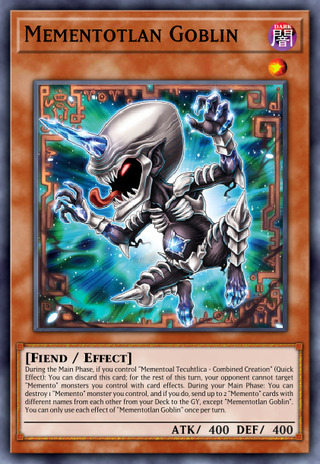 Mementotlan Goblin
DARK
闇
[Fiend / Effect]
During the Main Phase, if you control "Mementoal Tecuhtlica - Combined Creation" (Quick
Effect): You can discard this card; for the rest of this turn, your opponent cannot target
"Memento" monsters you control with card effects. During your Main Phase: You can
destroy 1 "Memento" monster you control, and if you do, send up to 2 "Memento" cards with
different names from each other from your Deck to the GY, except "Mementotlan Goblin".
You can only use each effect of "Mementotlan Goblin" once per turn.
ATK/ 400 DEF/ 400